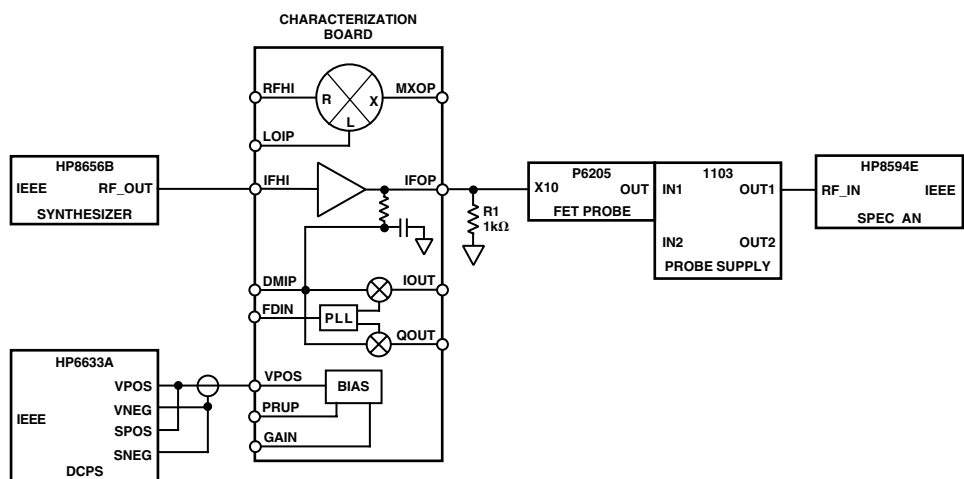 CHARACTERIZATION
BOARD
RFHI
R
X
MXOP
L
LOIP
HP8656B
IEEE RF_OUT
SYNTHESIZER
IFHI
IFOP
R1
1kΩ
P6205
X10 OUT
FET PROBE
1103
IN1 OUT1
IN2 OUT2
PROBE SUPPLY
HP8594E
RF_IN IEEE
SPEC AN
DMIP
IOUT
FDIN
PLL
QOUT
HP6633A
VPOS
IEEE
VNEG
SPOS
SNEG
DCPS
VPOS
BIAS
PRUP
GAIN